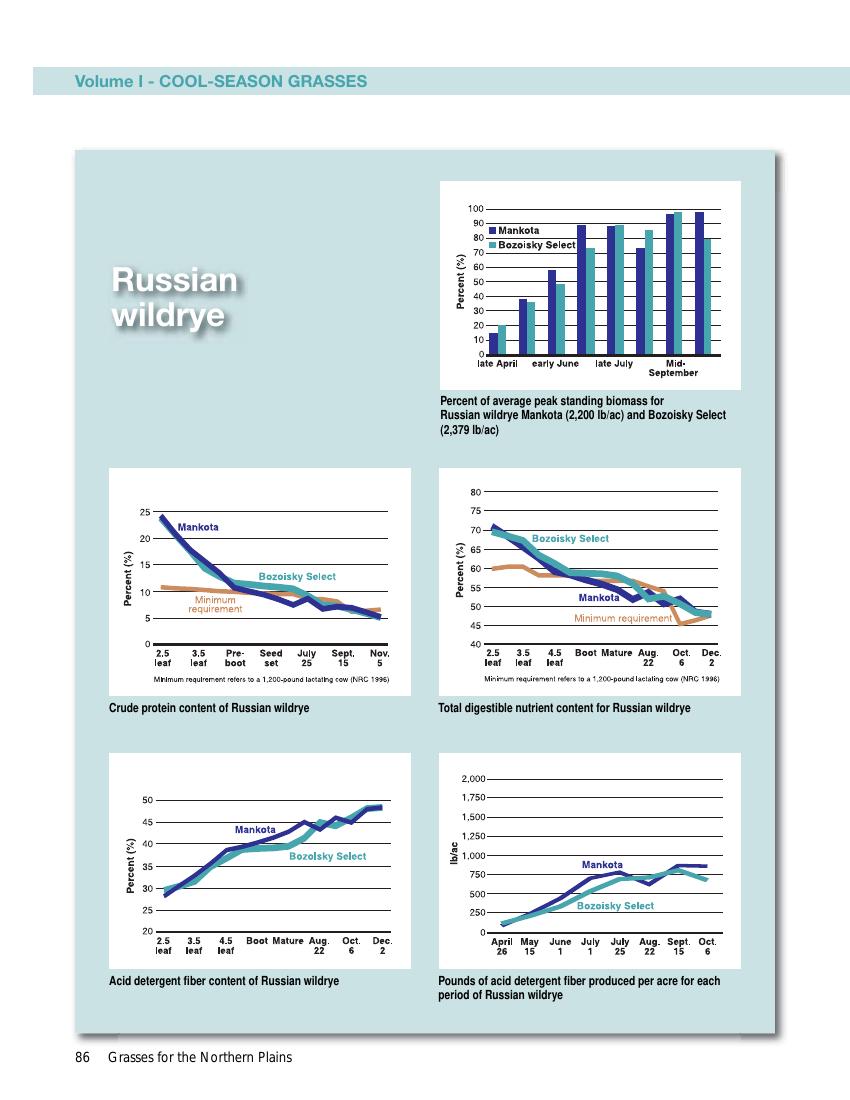 Volume I - COOL-SEASON GRASSES
Russian
wildrye
Percent (%)
100
90
80
70
60
50
40
30
20
10
0
Mankota
Bozoisky Select
late April early June late July Mid-
September
Percent of average peak standing biomass for
Russian wildrye Mankota (2,200 lb/ac) and Bozoisky Select
(2,379 lb/ac)
Percent (%)
25
20
15
10
5
0
Mankota
Bozoisky Select
Minimum
requirement
2.5 3.5 Pre- Seed July Sept. Nov.
leaf leaf boot set 25 15 5
Minimum requirement refers to a 1,200-pound lactating cow (NRC 1996)
Crude protein content of Russian wildrye
Percent (%)
80
75
70
65
60
55
50
45
40
Bozoisky Select
Mankota
Minimum requirement
2.5 3.5 4.5 Boot Mature Aug. Oct. Dec.
leaf leaf leaf 22 6 2
Minimum requirement refers to a 1,200-pound lactating cow (NRC 1996)
Total digestible nutrient content for Russian wildrye
Percent (%)
50
45
40
35
30
25
20
Mankota
Bozolsky Select
2.5 3.5 4.5 Boot Mature Aug. Oct. Dec.
leaf leaf leaf 22 6 2
Acid detergent fiber content of Russian wildrye
lb/ac
2,000
1,750
1,500
1,250
1,000
750
500
250
0
Mankota
Bozoisky Select
April May June July July Aug. Sept. Oct.
26 15 1 1 25 22 15 6
Pounds of acid detergent fiber produced per acre for each
period of Russian wildrye
86 Grasses for the Northern Plains